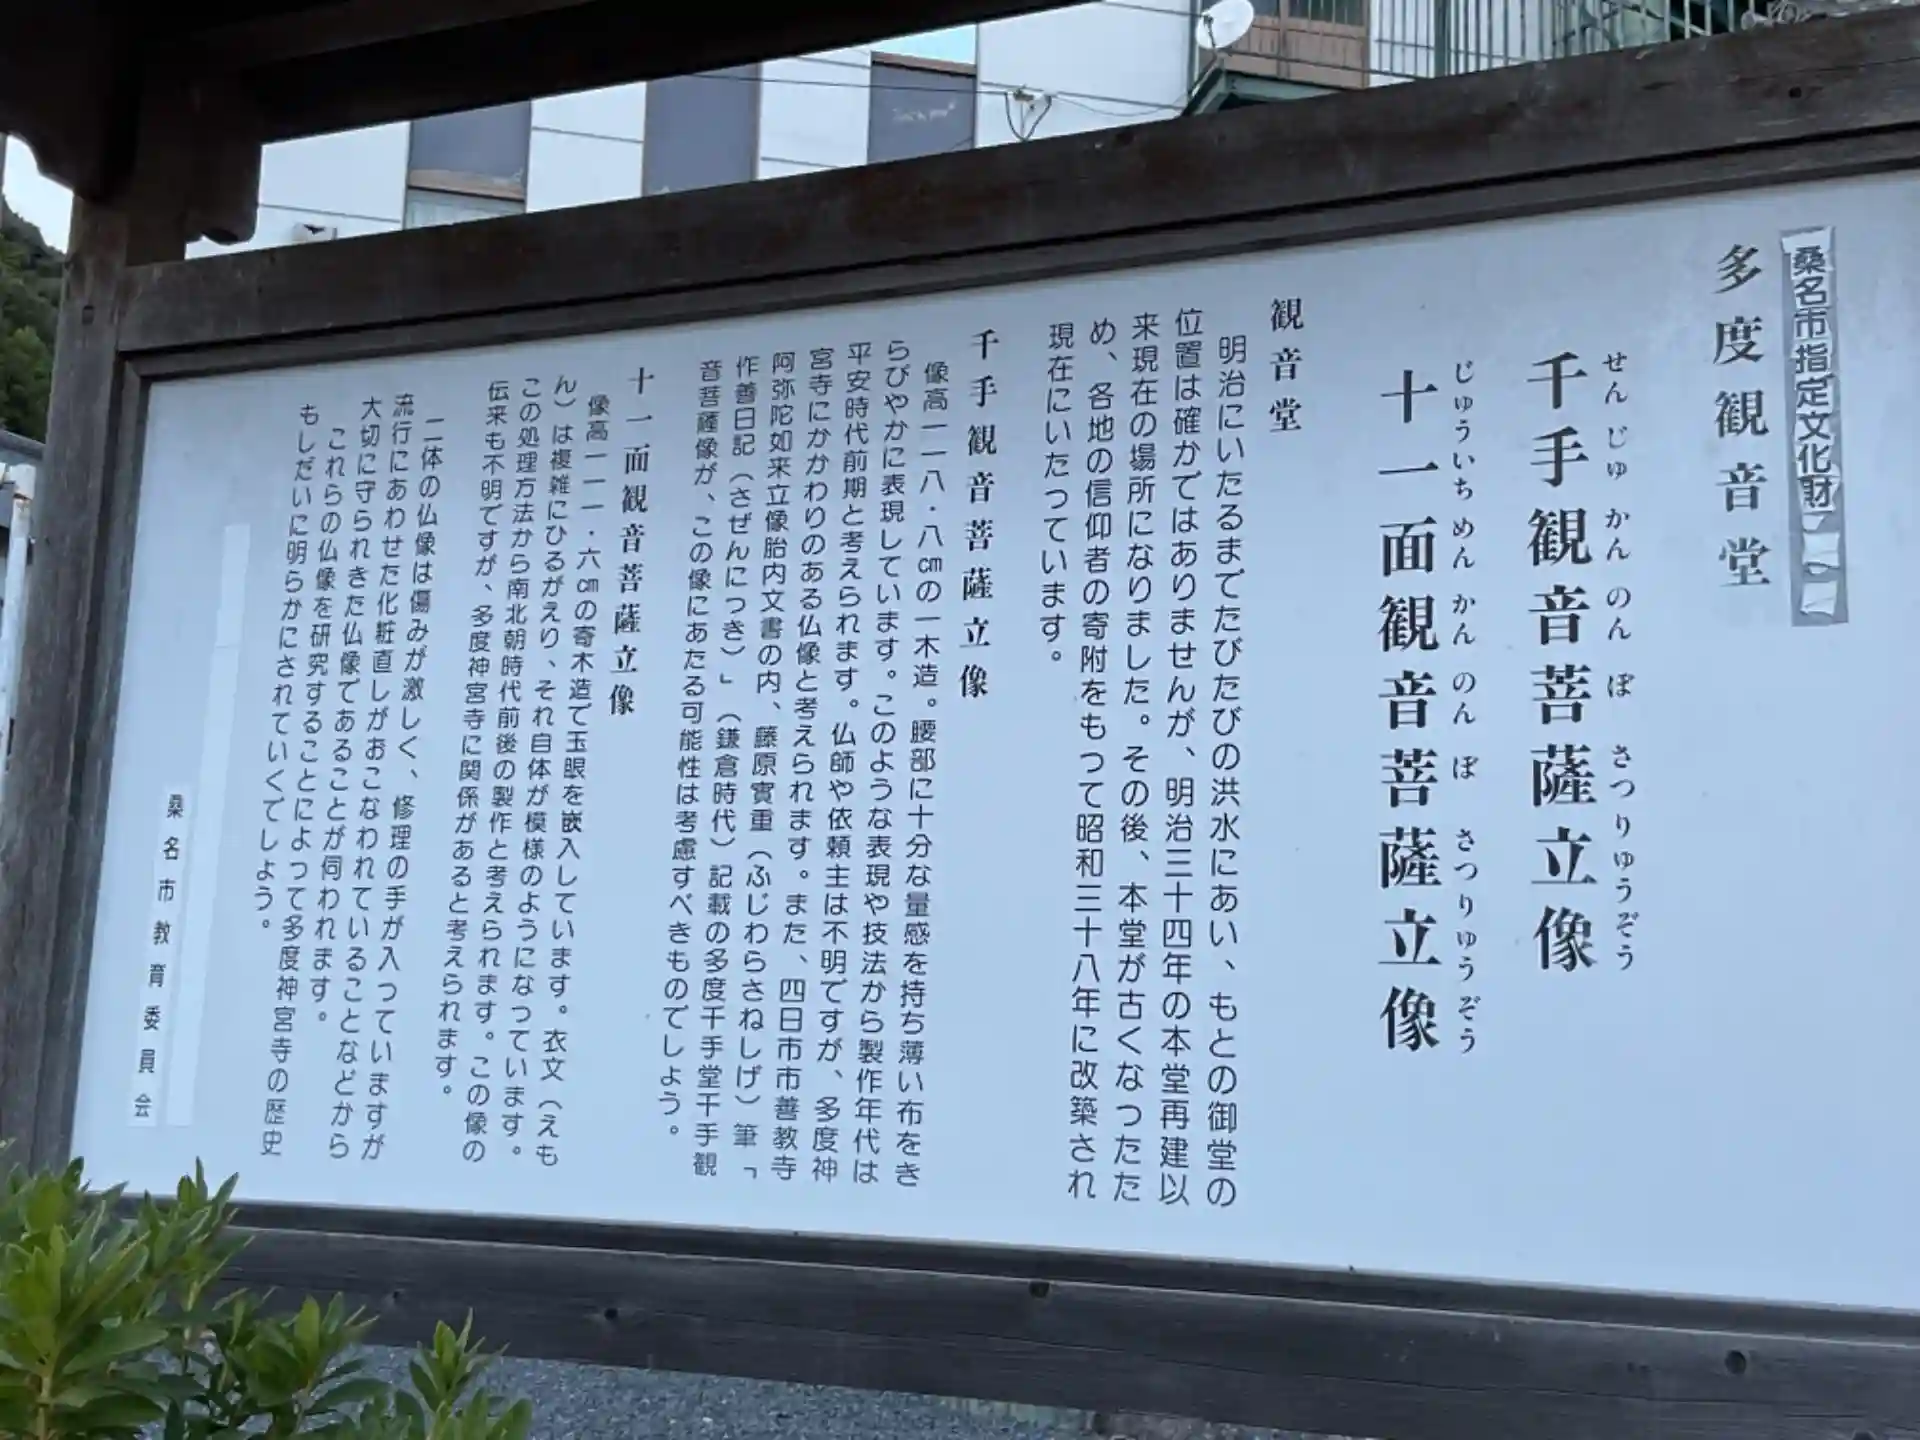 桑名市指定文化財
多度観音堂
せんじゅかんのんぼさつりゅうぞう
千手観音菩薩立像
じゅういちめんかんのんぼさつりゅうぞう
十一面観音菩薩立像
観音堂
明治にいたるまでたびたびの洪水にあい、もとの御堂の
位置は確かではありませんが、明治三十四年の本堂再建以
来現在の場所になりました。その後、本堂が古くなったた
め、各地の信仰者の寄附をもって昭和三十八年に改築され
現在にいたっています。
千手観音菩薩立像
像高一一八・八㎝の一木造。腰部に十分な量感を持ち薄い布をき
らびやかに表現しています。このような表現や技法から製作年代は
平安時代前期と考えられます。仏師や依頼主は不明ですが、多度神
宮寺にかかわりのある仏像と考えられます。また、四日市市善教寺
阿弥陀如来立像胎内文書の内、藤原實重（ふじわらさねしげ）筆「
作善日記（さぜんにっき）」（鎌倉時代）記載の多度千手堂千手観
音菩薩像が、この像にあたる可能性は考慮すべきものでしょう。
十一面観音菩薩立像
像高一一一・六㎝の寄木造で玉眼を嵌入しています。衣文（えも
ん）は複雑にひるがえり、それ自体が模様のようになっています。
この処理方法から南北朝時代前後の製作と考えられます。この像の
伝来も不明ですが、多度神宮寺に関係があると考えられます。
二体の仏像は傷みが激しく、修理の手が入っていますが
流行にあわせた化粧直しがおこなわれていることなどから
大切に守られきた仏像であることが伺われます。
これらの仏像を研究することによって多度神宮寺の歴史
もしだいに明らかにされていくでしょう。
桑名市教育委員会